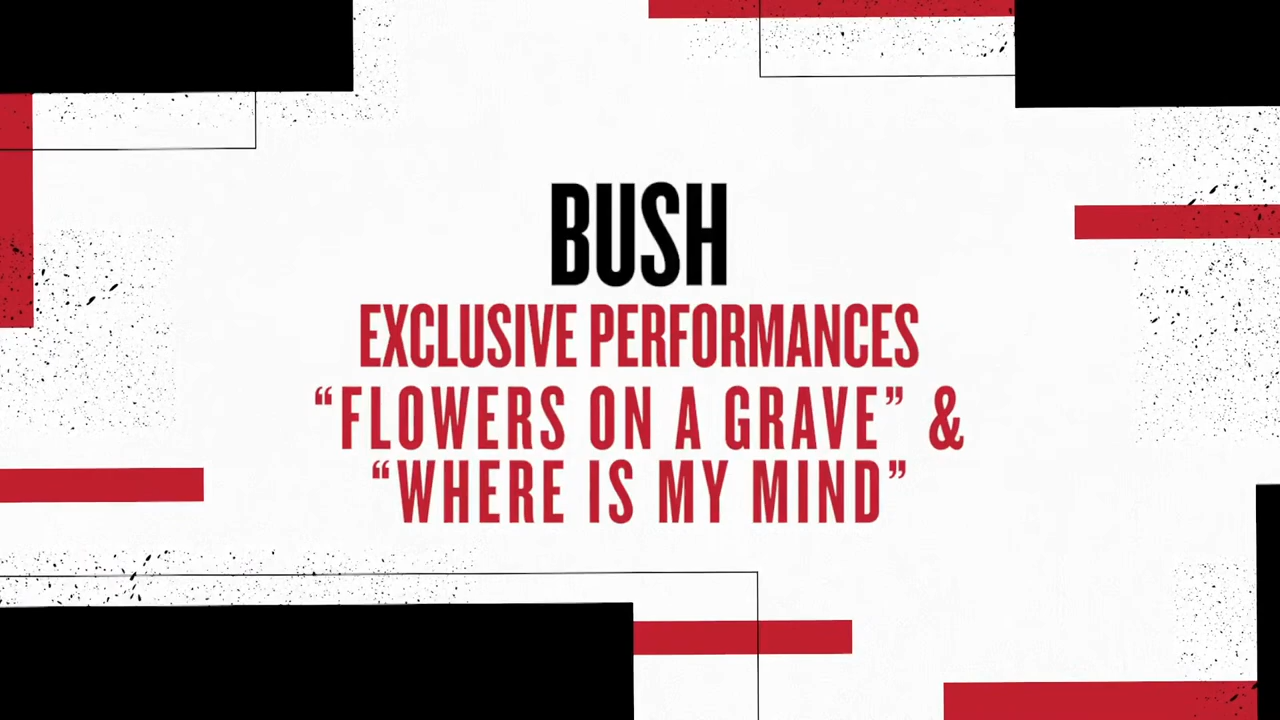 BUSH
EXCLUSIVE PERFORMANCES
“FLOWERS ON A GRAVE” &
“WHERE IS MY MIND”